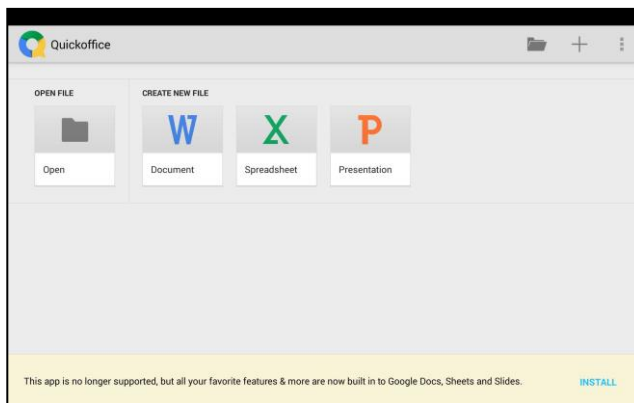 Quickoffice
OPEN FILE
CREATE NEW FILE
W
X
P
Open
Document
Spreadsheet
Presentation
This app is no longer supported, but all your favorite features & more are now built in to Google Docs, Sheets and Slides.
INSTALL